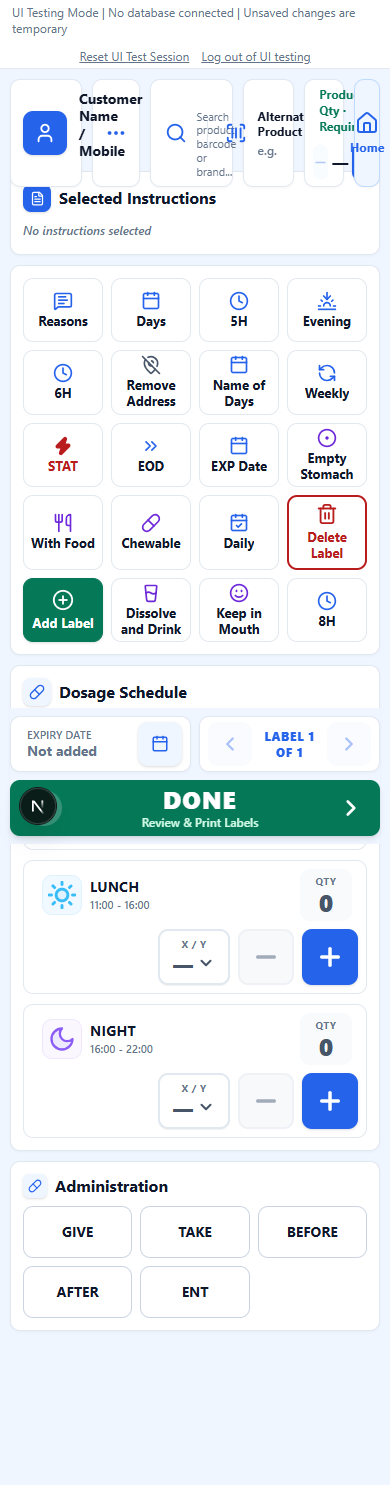 UI Testing Mode | No database connected | Unsaved changes are
temporary
Reset UI Test Session Log out of UI testing
Customer
Name
/
Mobile
Search
product,
barcode
or
brand...
Alternat
Product
e.g.
Produ
Qty ·
Requir
Home
Selected Instructions
No instructions selected
Reasons
Days
5H
Evening
6H
Remove
Address
Name of
Days
Weekly
STAT
EOD
EXP Date
Empty
Stomach
With Food
Chewable
Daily
Delete
Label
Add Label
Dissolve
and Drink
Keep in
Mouth
8H
Dosage Schedule
EXPIRY DATE
Not added
LABEL 1
OF 1
DONE
Review & Print Labels
N
LUNCH
11:00 - 16:00
QTY
0
X / Y
—
NIGHT
16:00 - 22:00
QTY
0
X / Y
—
Administration
GIVE
TAKE
BEFORE
AFTER
ENT